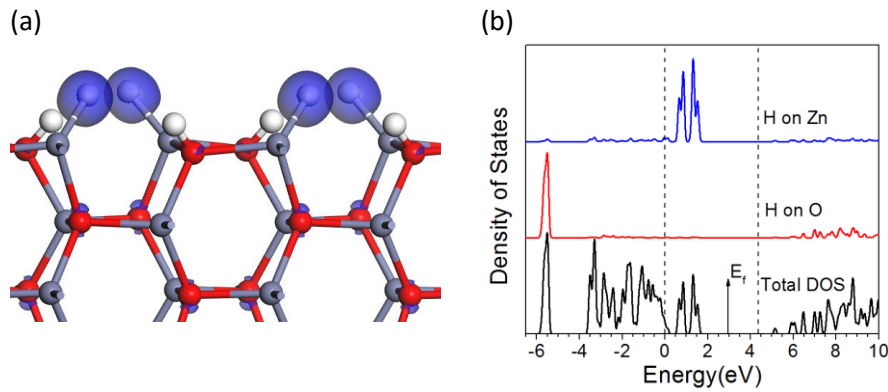 (a)
(b)
H on Zn
H on O
Total DOS
E_f
Density of States
-6 -4 -2 0 2 4 6 8 10
Energy(eV)